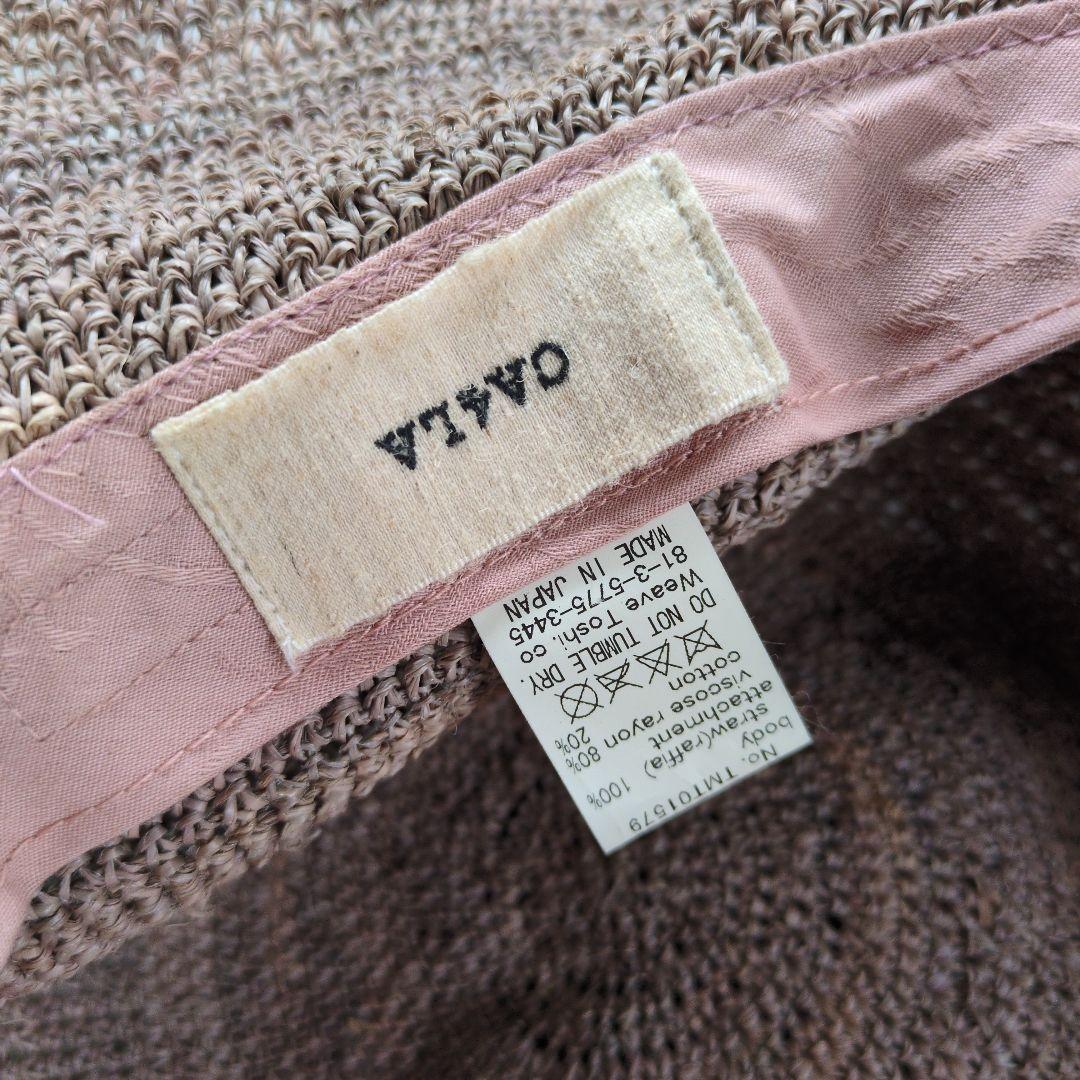 CA4LA
No. TMT01579
body
straw(raffia) 100%
attachment
viscose rayon 80%
cotton 20%
DO NOT TUMBLE DRY.
Weave Toshi. co
81-3-5775-3445
MADE IN JAPAN